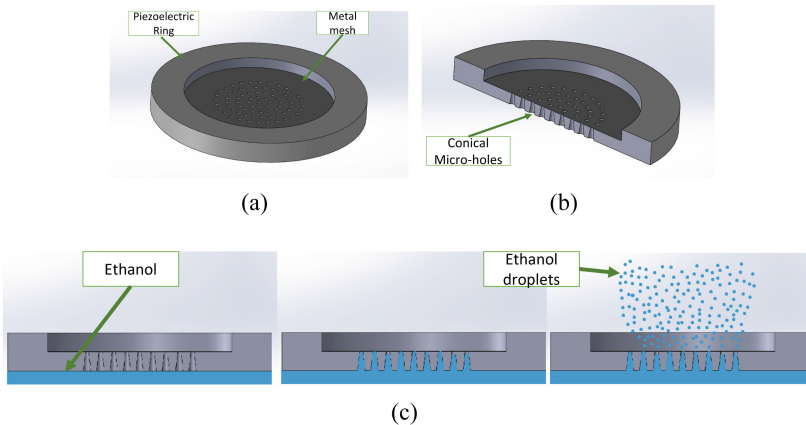 Piezoelectric
Ring
Metal
mesh
(a)
Conical
Micro-holes
(b)
Ethanol
Ethanol
droplets
(c)